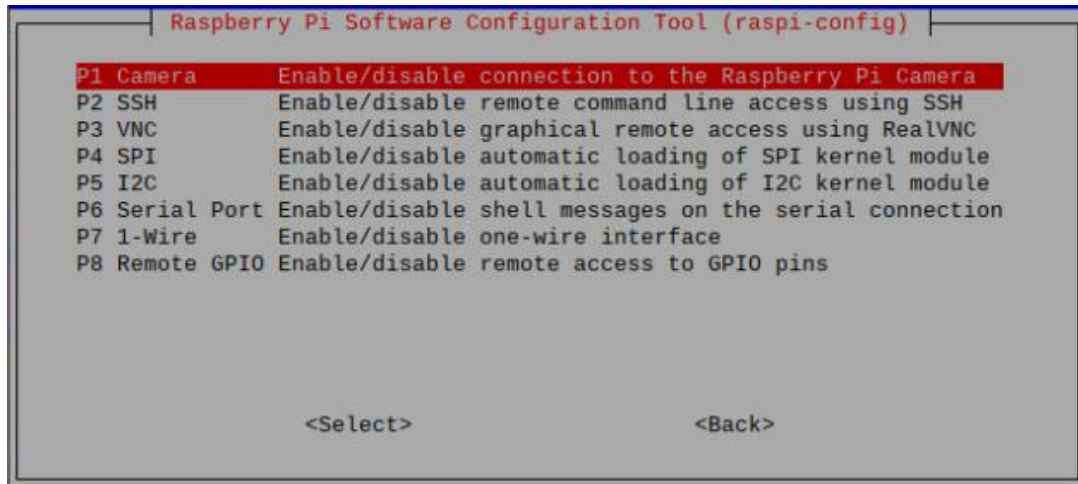 Raspberry Pi Software Configuration Tool (raspi-config)
P1 Camera Enable/disable connection to the Raspberry Pi Camera
P2 SSH Enable/disable remote command line access using SSH
P3 VNC Enable/disable graphical remote access using RealVNC
P4 SPI Enable/disable automatic loading of SPI kernel module
P5 I2C Enable/disable automatic loading of I2C kernel module
P6 Serial Port Enable/disable shell messages on the serial connection
P7 1-Wire Enable/disable one-wire interface
P8 Remote GPIO Enable/disable remote access to GPIO pins
<Select> <Back>